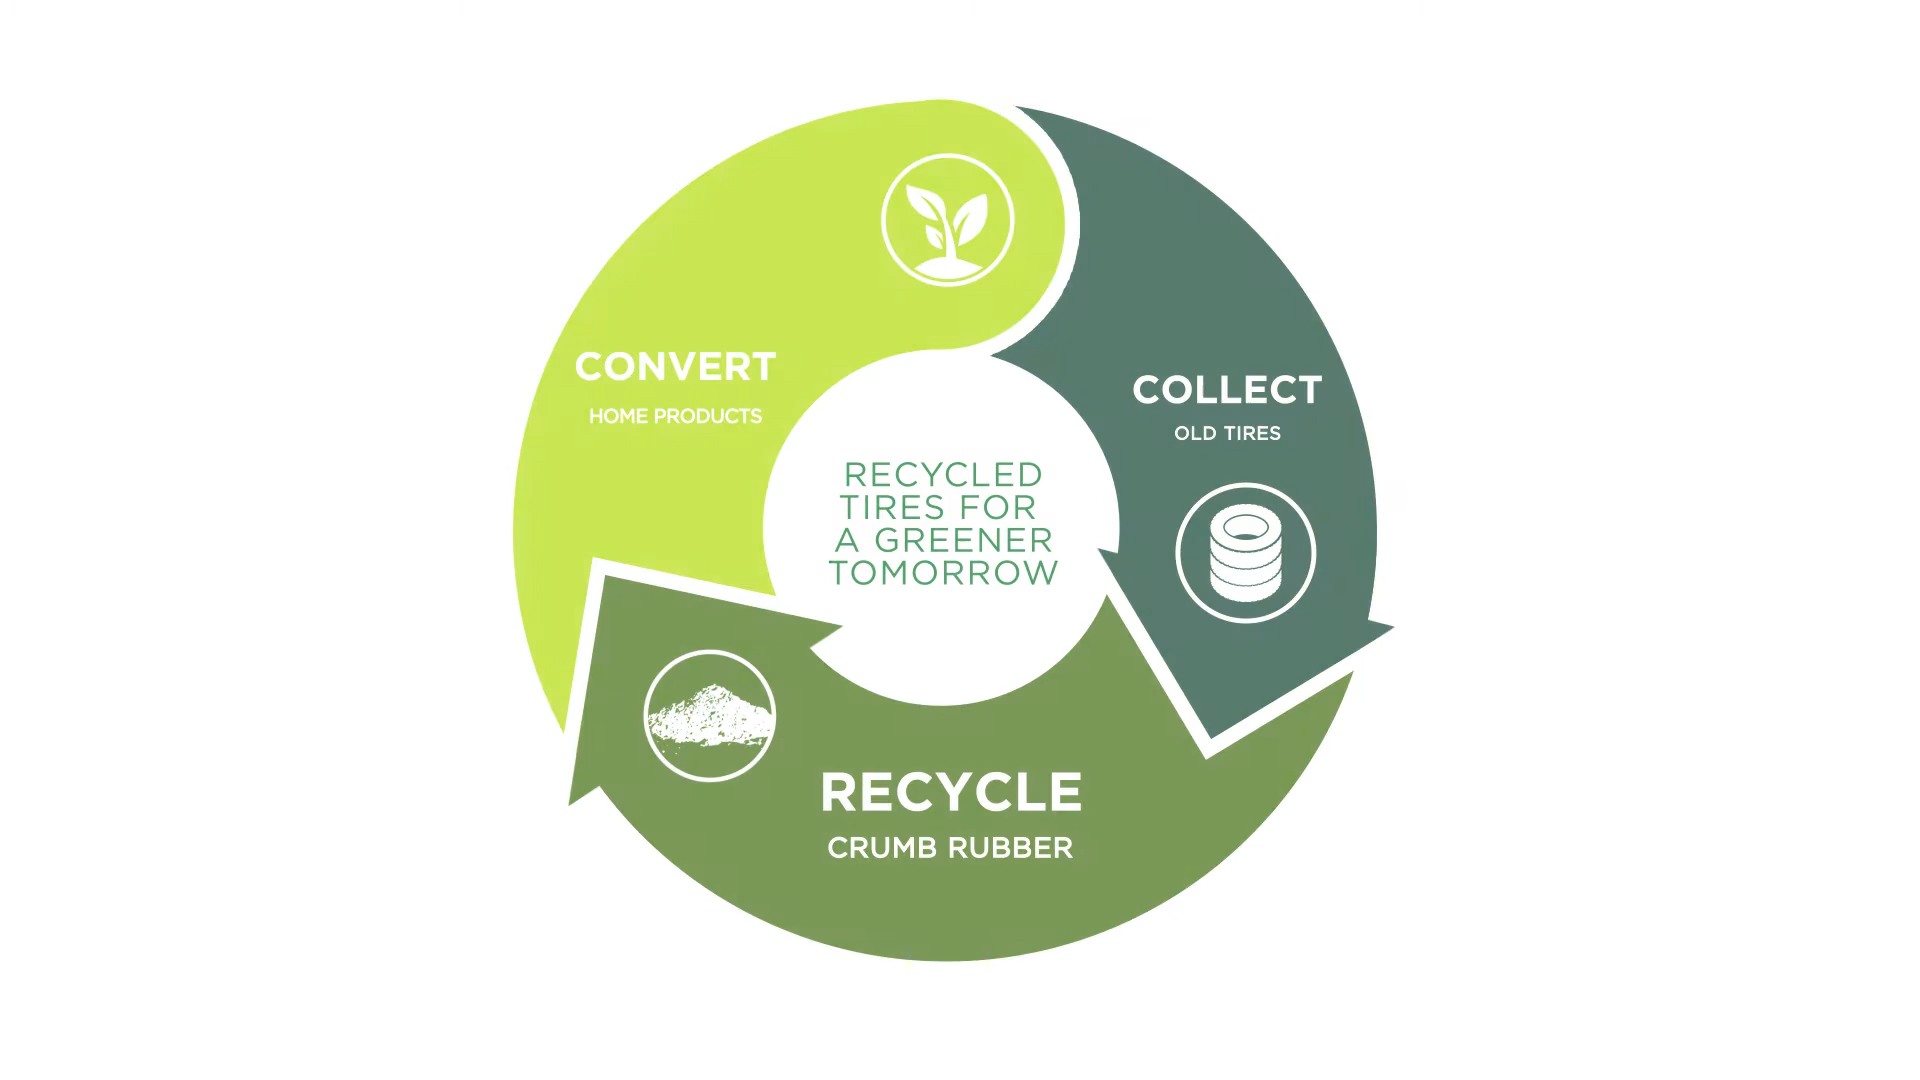 CONVERT
HOME PRODUCTS
COLLECT
OLD TIRES
RECYCLED
TIRES FOR
A GREENER
TOMORROW
RECYCLE
CRUMB RUBBER